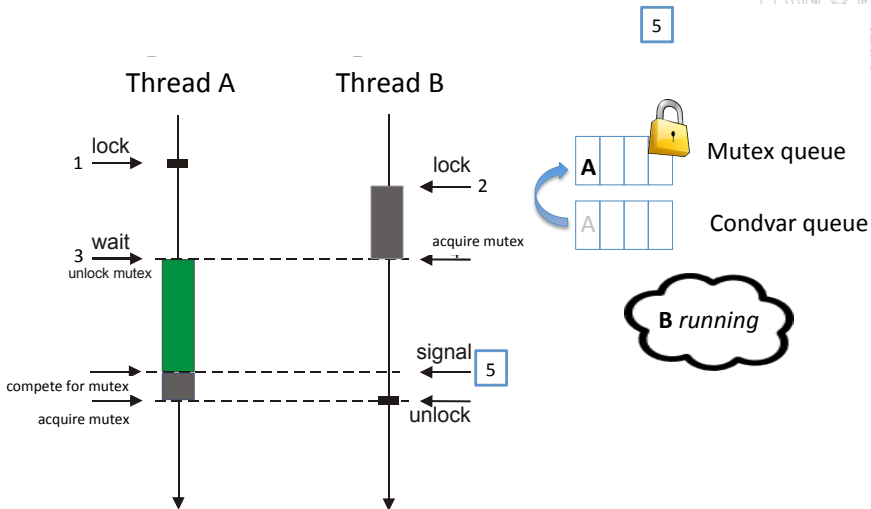 5
Thread A
Thread B
1 lock
lock
2
A
Mutex queue
3 wait
unlock mutex
acquire mutex
A
Condvar queue
B running
signal
5
compete for mutex
acquire mutex
unlock